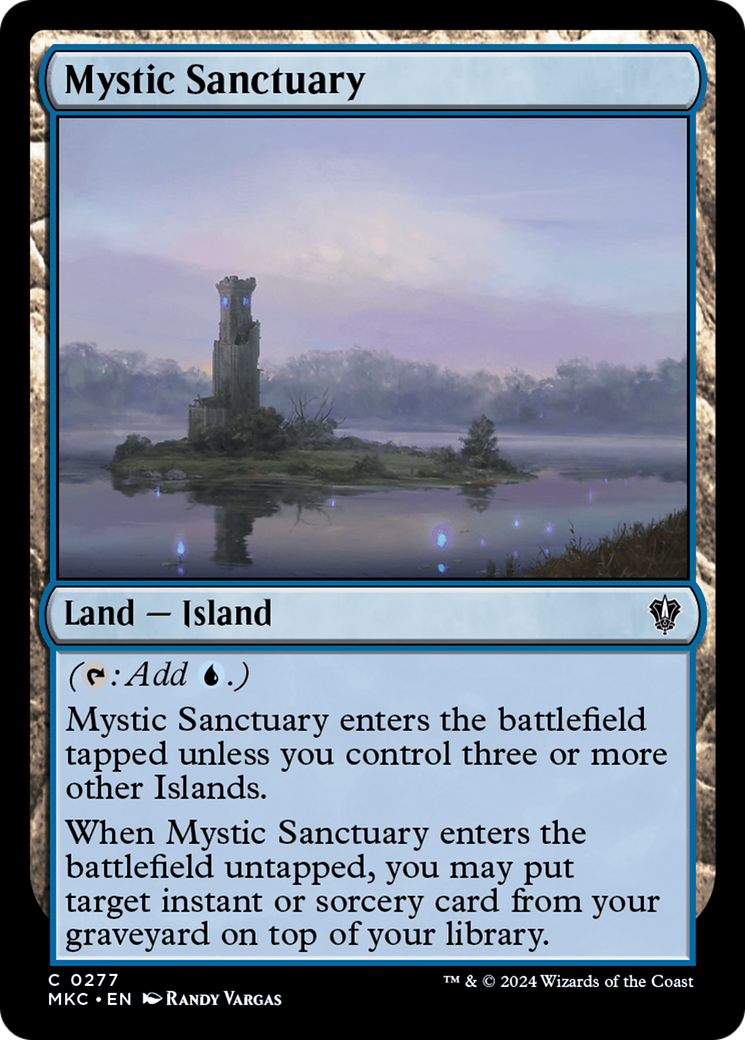 Mystic Sanctuary
Land — Island
(: Add .)
Mystic Sanctuary enters the battlefield
tapped unless you control three or more
other Islands.
When Mystic Sanctuary enters the
battlefield untapped, you may put
target instant or sorcery card from your
graveyard on top of your library.
C 0277
MKC • EN Randy Vargas
™ & © 2024 Wizards of the Coast